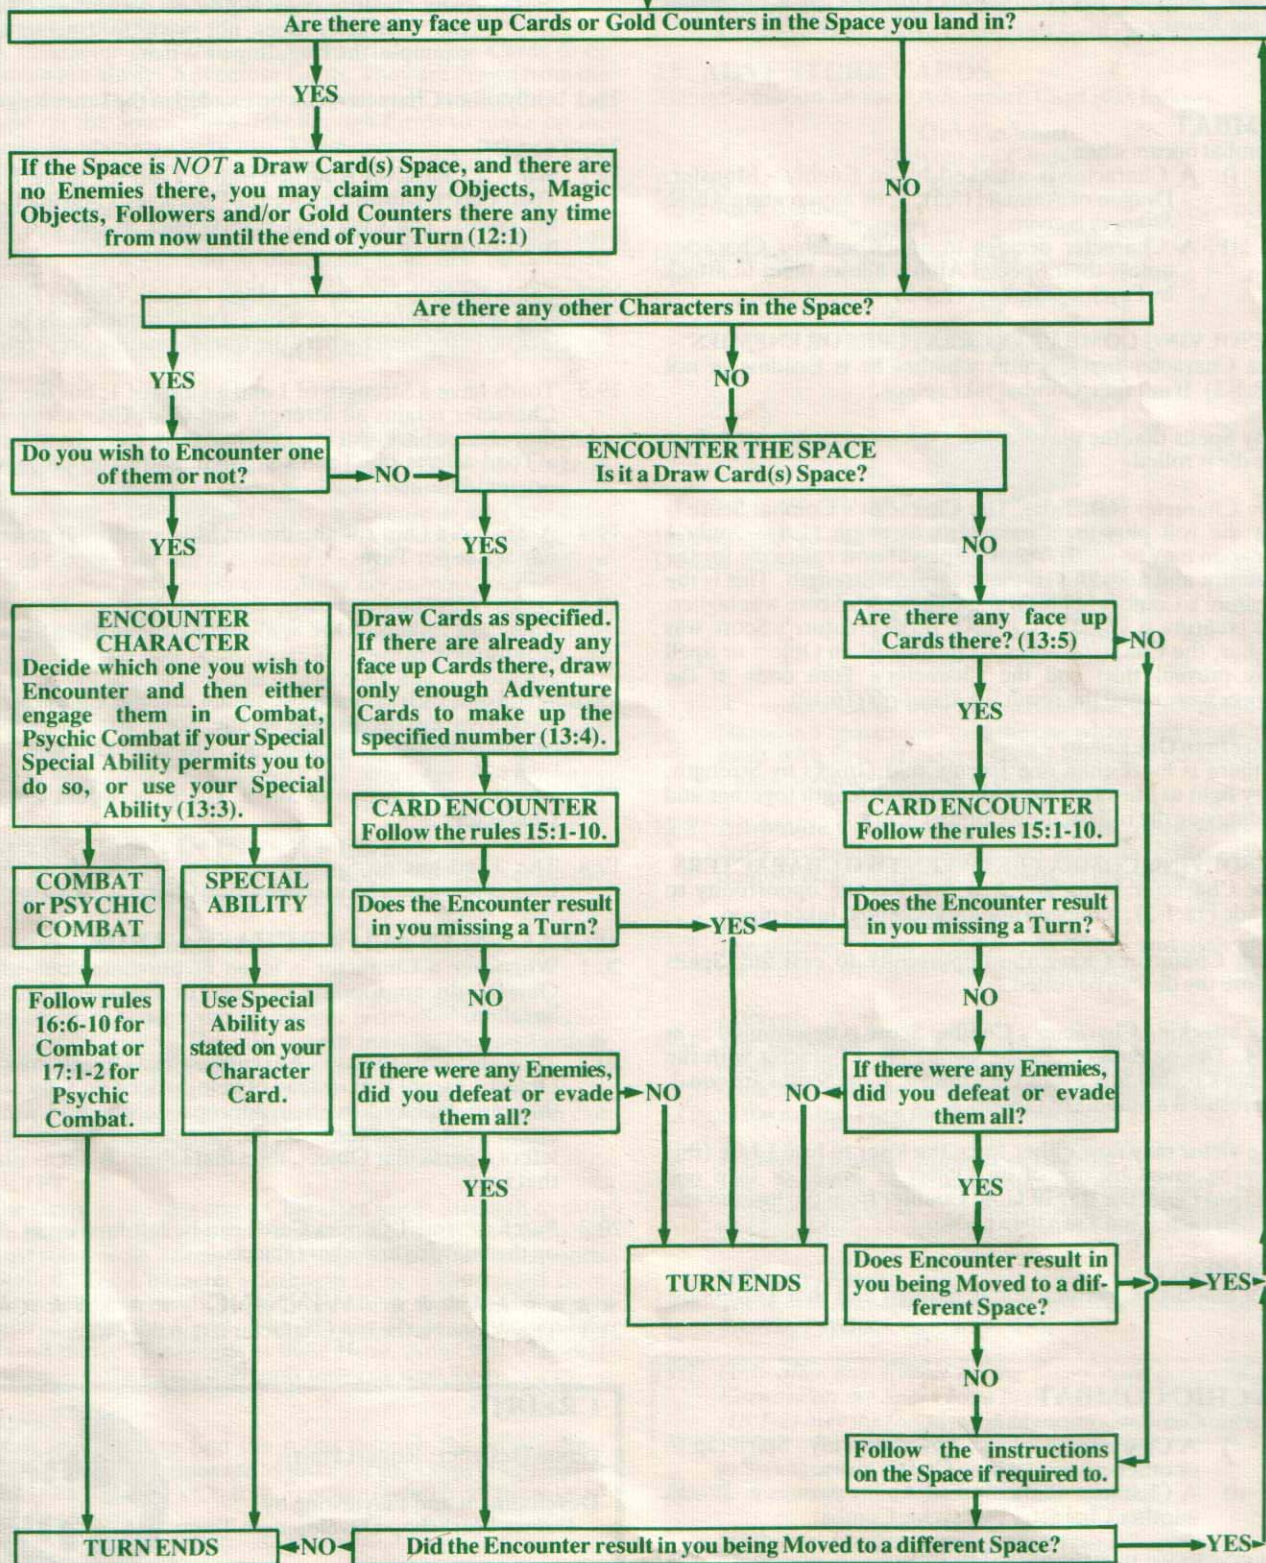 Are there any face up Cards or Gold Counters in the Space you land in?
YES
If the Space is NOT a Draw Card(s) Space, and there are
no Enemies there, you may claim any Objects, Magic
Objects, Followers and/or Gold Counters there any time
from now until the end of your Turn (12:1)
NO
Are there any other Characters in the Space?
YES
NO
Do you wish to Encounter one
of them or not?
NO
ENCOUNTER THE SPACE
Is it a Draw Card(s) Space?
YES
YES
NO
ENCOUNTER
CHARACTER
Decide which one you wish to
Encounter and then either
engage them in Combat,
Psychic Combat if your Special
Special Ability permits you to
do so, or use your Special
Ability (13:3).
Draw Cards as specified.
If there are already any
face up Cards there, draw
only enough Adventure
Cards to make up the
specified number (13:4).
Are there any face up
Cards there? (13:5)
NO
YES
CARD ENCOUNTER
Follow the rules 15:1-10.
CARD ENCOUNTER
Follow the rules 15:1-10.
COMBAT
or PSYCHIC
COMBAT
SPECIAL
ABILITY
Does the Encounter result
in you missing a Turn?
YES
Does the Encounter result
in you missing a Turn?
Follow rules
16:6-10 for
Combat or
17:1-2 for
Psychic
Combat.
Use Special
Ability as
stated on your
Character
Card.
NO
NO
If there were any Enemies,
did you defeat or evade
them all?
NO
NO
If there were any Enemies,
did you defeat or evade
them all?
YES
YES
TURN ENDS
Does Encounter result in
you being Moved to a dif-
ferent Space?
YES
NO
Follow the instructions
on the Space if required to.
TURN ENDS
NO
Did the Encounter result in you being Moved to a different Space?
YES